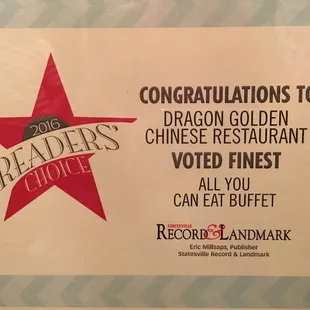 2016
READERS'
CHOICE
CONGRATULATIONS TO
DRAGON GOLDEN
CHINESE RESTAURANT
VOTED FINEST
ALL YOU
CAN EAT BUFFET
STATESVILLE
RECORD & LANDMARK
Eric Millsaps, Publisher
Statesville Record & Landmark